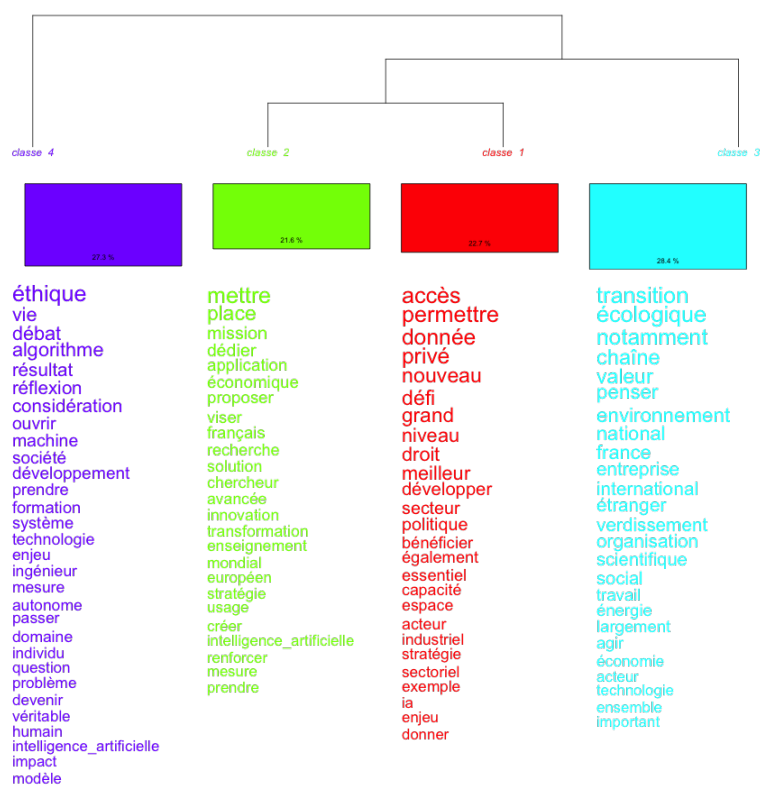 classe 4
classe 2
classe 1
classe 3
27.3 %
21.6 %
22.7 %
28.4 %
éthique
vie
débat
algorithme
résultat
réflexion
considération
ouvrir
machine
société
développement
prendre
formation
système
technologie
enjeu
ingénieur
mesure
autonome
passer
domaine
individu
question
problème
devenir
véritable
humain
intelligence_artificielle
impact
modèle
mettre
place
mission
dédier
application
économique
proposer
viser
français
recherche
solution
chercheur
avancée
innovation
transformation
enseignement
mondial
européen
stratégie
usage
créer
intelligence_artificielle
renforcer
mesure
prendre
accès
permettre
donnée
privé
nouveau
défi
grand
niveau
droit
meilleur
développer
secteur
politique
bénéficier
également
essentiel
capacité
espace
acteur
industriel
stratégie
sectoriel
exemple
ia
enjeu
donner
transition
écologique
notamment
chaîne
valeur
penser
environnement
national
france
entreprise
international
étranger
verdissement
organisation
scientifique
social
travail
énergie
largement
agir
économie
acteur
technologie
ensemble
important